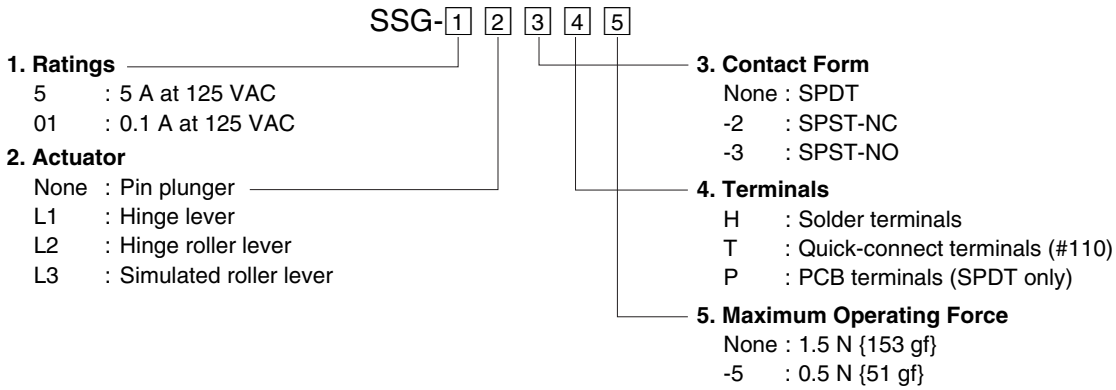 SSG-1 2 3 4 5
1. Ratings
5 : 5 A at 125 VAC
01 : 0.1 A at 125 VAC
2. Actuator
None : Pin plunger
L1 : Hinge lever
L2 : Hinge roller lever
L3 : Simulated roller lever
3. Contact Form
None : SPDT
-2 : SPST-NC
-3 : SPST-NO
4. Terminals
H : Solder terminals
T : Quick-connect terminals (#110)
P : PCB terminals (SPDT only)
5. Maximum Operating Force
None : 1.5 N {153 gf}
-5 : 0.5 N {51 gf}